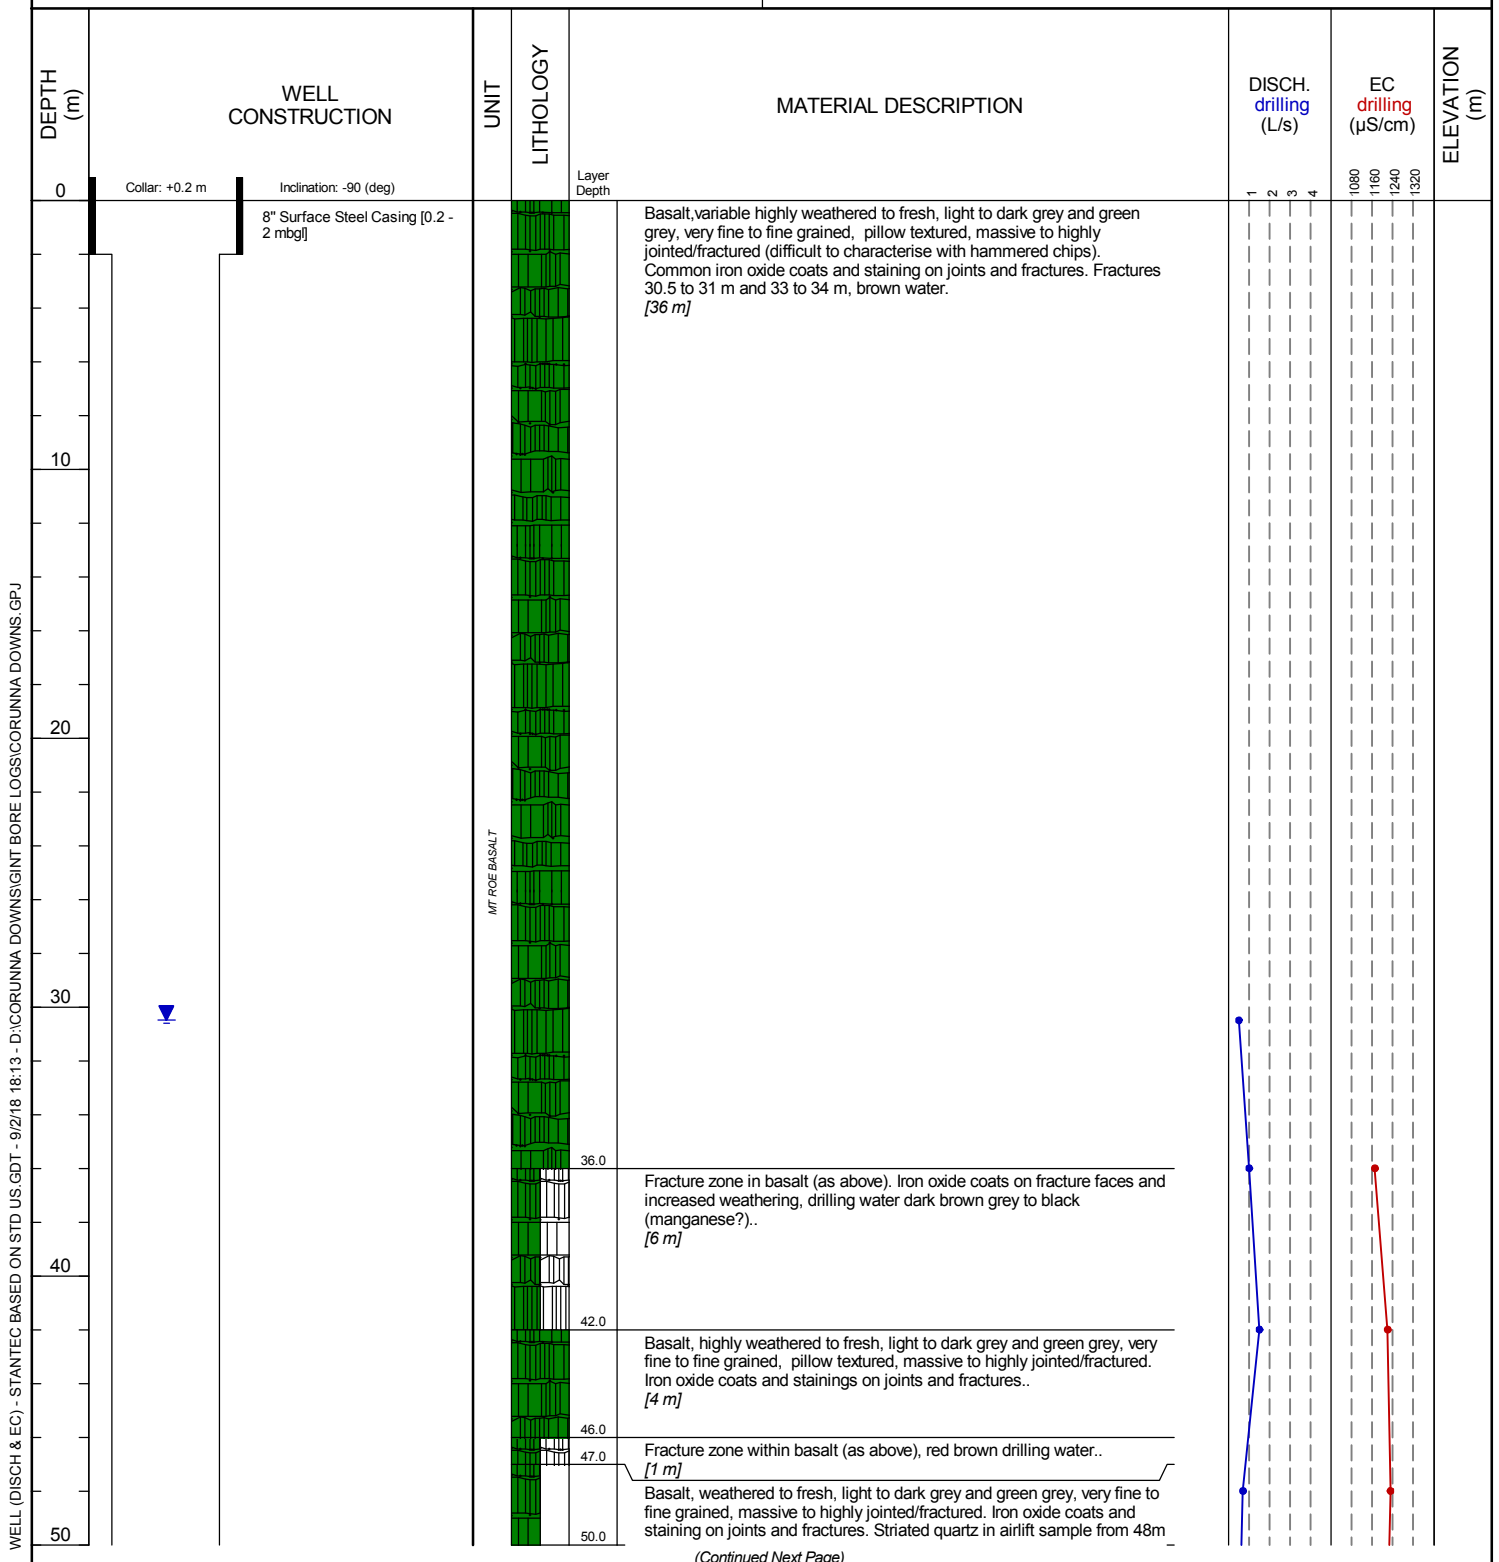 DEPTH
(m)
WELL
CONSTRUCTION
UNIT
LITHOLOGY
MATERIAL DESCRIPTION
DISCH.
drilling
(L/s)
EC
drilling
(µS/cm)
ELEVATION
(m)
0
Collar: +0.2 m
Inclination: -90 (deg)
Layer
Depth
1
2
3
4
1080
1160
1240
1320
8" Surface Steel Casing [0.2 -
2 mbgl]
Basalt,variable highly weathered to fresh, light to dark grey and green
grey, very fine to fine grained, pillow textured, massive to highly
jointed/fractured (difficult to characterise with hammered chips).
Common iron oxide coats and staining on joints and fractures. Fractures
30.5 to 31 m and 33 to 34 m, brown water.
[36 m]
10
20
MT ROE BASALT
30
36.0
Fracture zone in basalt (as above). Iron oxide coats on fracture faces and
increased weathering, drilling water dark brown grey to black
(manganese?)..
[6 m]
40
42.0
Basalt, highly weathered to fresh, light to dark grey and green grey, very
fine to fine grained, pillow textured, massive to highly jointed/fractured.
Iron oxide coats and stainings on joints and fractures..
[4 m]
46.0
Fracture zone within basalt (as above), red brown drilling water..
47.0
[1 m]
Basalt, weathered to fresh, light to dark grey and green grey, very fine to
fine grained, massive to highly jointed/fractured. Iron oxide coats and
staining on joints and fractures. Striated quartz in airlift sample from 48m
50
50.0
(Continued Next Page)
WELL (DISCH & EC) - STANTEC BASED ON STD US.GDT - 9/2/18 18:13 - D:\CORUNNA DOWNS\GINT BORE LOGS\CORUNNA DOWNS.GPJ